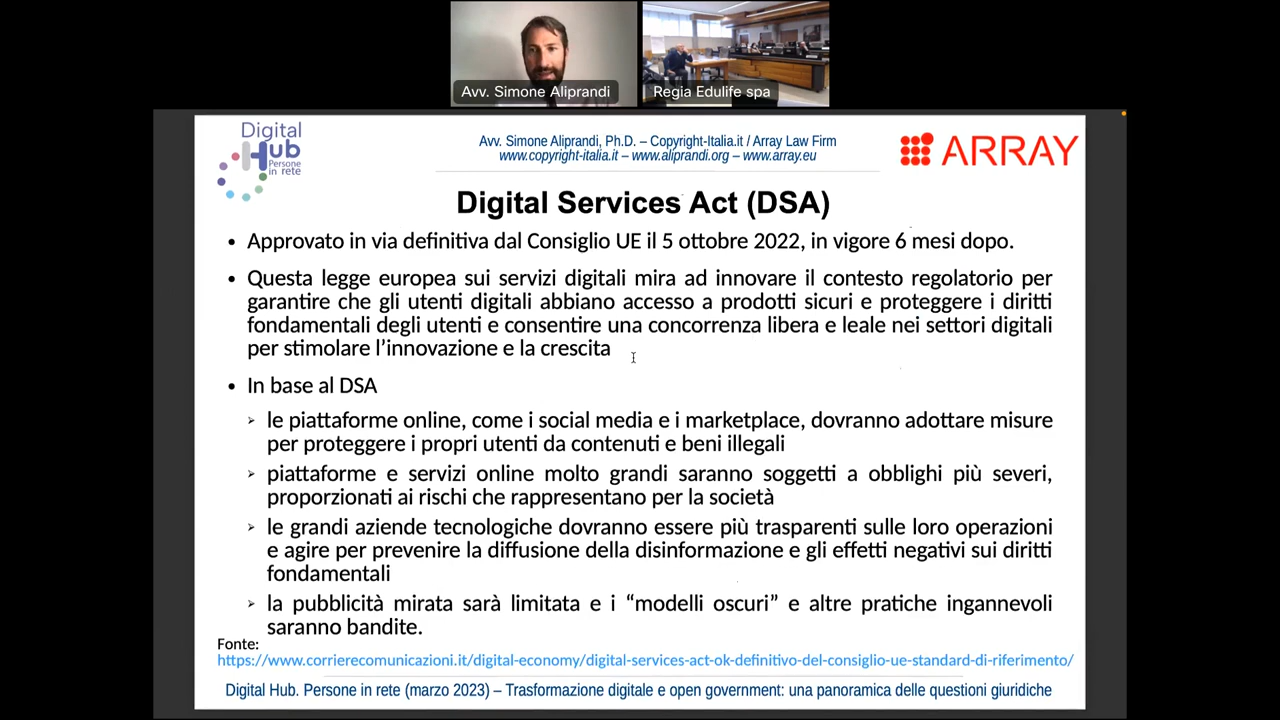 Avv. Simone Aliprandi
Regia Edulife spa
Digital
Hub
Persone
in rete
Avv. Simone Aliprandi, Ph.D. – Copyright-Italia.it / Array Law Firm
www.copyright-italia.it – www.aliprandi.org – www.array.eu
ARRAY
Digital Services Act (DSA)
• Approvato in via definitiva dal Consiglio UE il 5 ottobre 2022, in vigore 6 mesi dopo.
• Questa legge europea sui servizi digitali mira ad innovare il contesto regolatorio per
garantire che gli utenti digitali abbiano accesso a prodotti sicuri e proteggere i diritti
fondamentali degli utenti e consentire una concorrenza libera e leale nei settori digitali
per stimolare l’innovazione e la crescita
• In base al DSA
➢ le piattaforme online, come i social media e i marketplace, dovranno adottare misure
per proteggere i propri utenti da contenuti e beni illegali
➢ piattaforme e servizi online molto grandi saranno soggetti a obblighi più severi,
proporzionati ai rischi che rappresentano per la società
➢ le grandi aziende tecnologiche dovranno essere più trasparenti sulle loro operazioni
e agire per prevenire la diffusione della disinformazione e gli effetti negativi sui diritti
fondamentali
➢ la pubblicità mirata sarà limitata e i “modelli oscuri” e altre pratiche ingannevoli
saranno bandite.
Fonte:
https://www.corrierecomunicazioni.it/digital-economy/digital-services-act-ok-definitivo-del-consiglio-ue-standard-di-riferimento/
Digital Hub. Persone in rete (marzo 2023) – Trasformazione digitale e open government: una panoramica delle questioni giuridiche